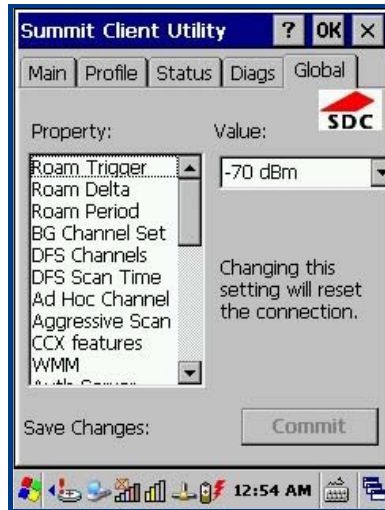 Summit Client Utility ? OK ×
Main Profile Status Diags Global
SDC
Property:
Value:
Roam Trigger
Roam Delta
Roam Period
BG Channel Set
DFS Channels
DFS Scan Time
Ad Hoc Channel
Aggressive Scan
CCX features
WMM
-70 dBm
Changing this
setting will reset
the connection.
Save Changes:
Commit
12:54 AM